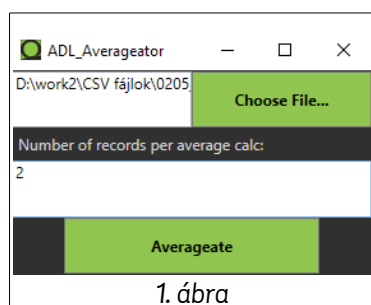 ADL_Averageator
D:\work2\CSV fájlok\0205
Choose File...
Number of records per average calc:
2
Averageate
1. ábra